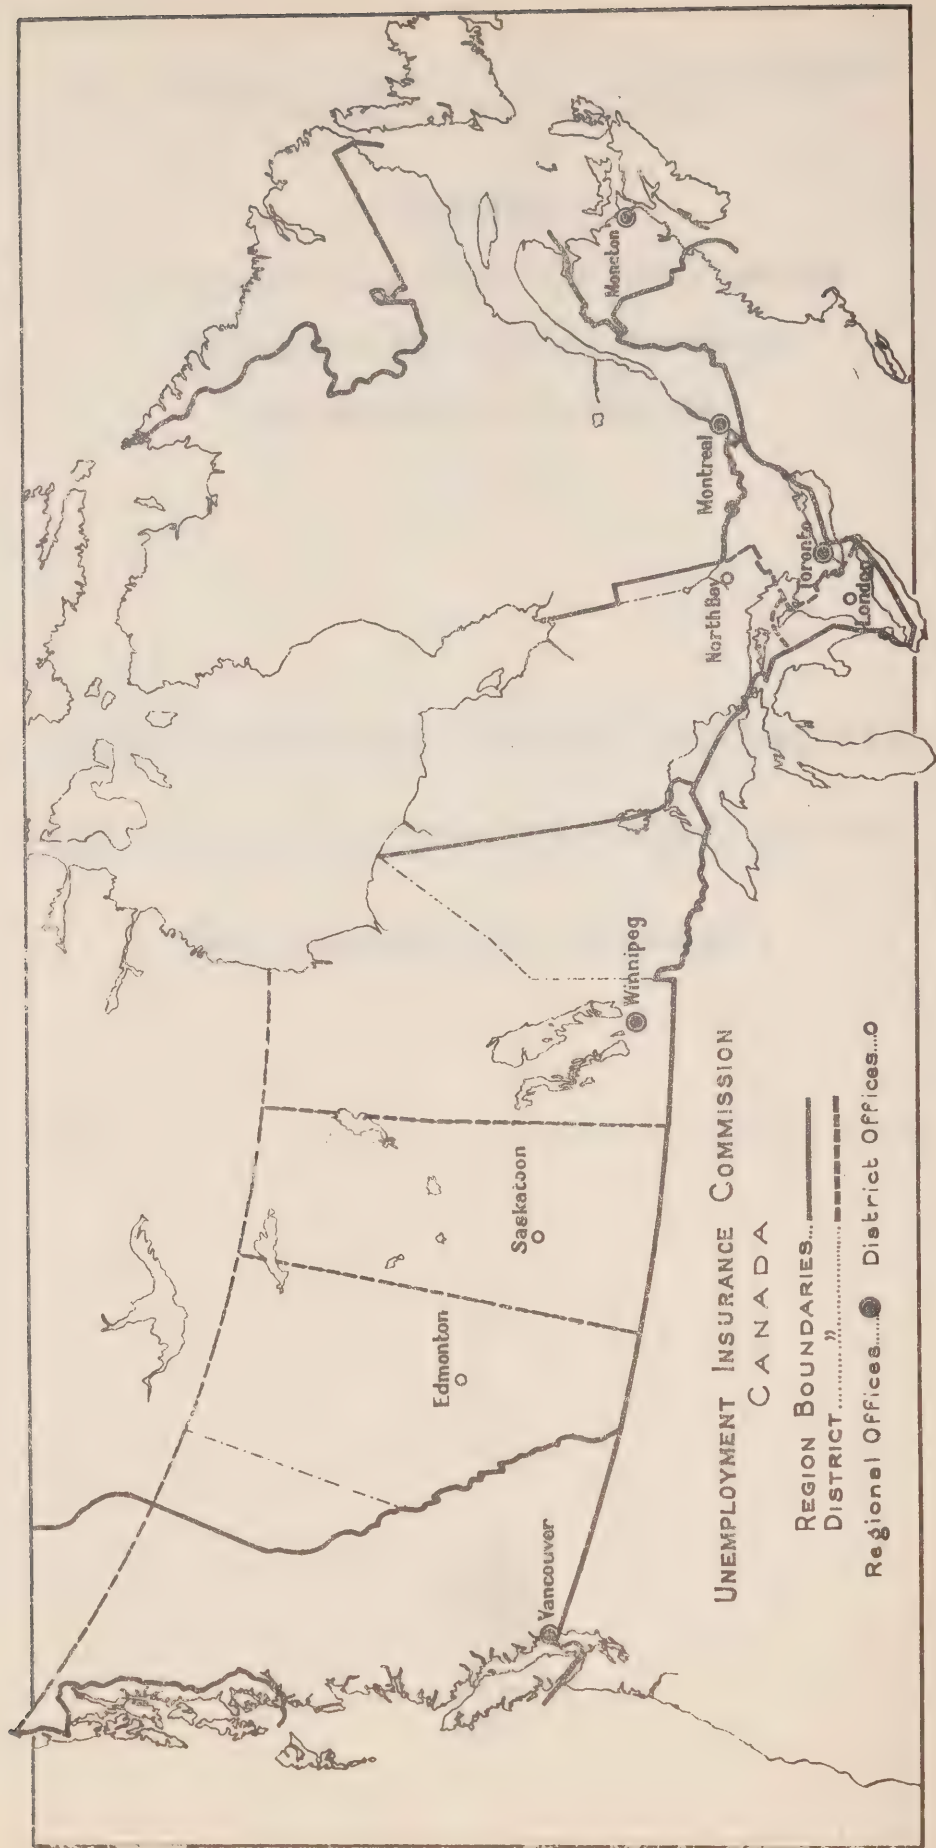 UNEMPLOYMENT INSURANCE COMMISSION
CANADA
REGION BOUNDARIES...
DISTRICT..........."...........
Regional Offices..... District Offices....
Vancouver
Edmonton
Saskatoon
Winnipeg
North Bay
London
Toronto
Montreal
Moncton